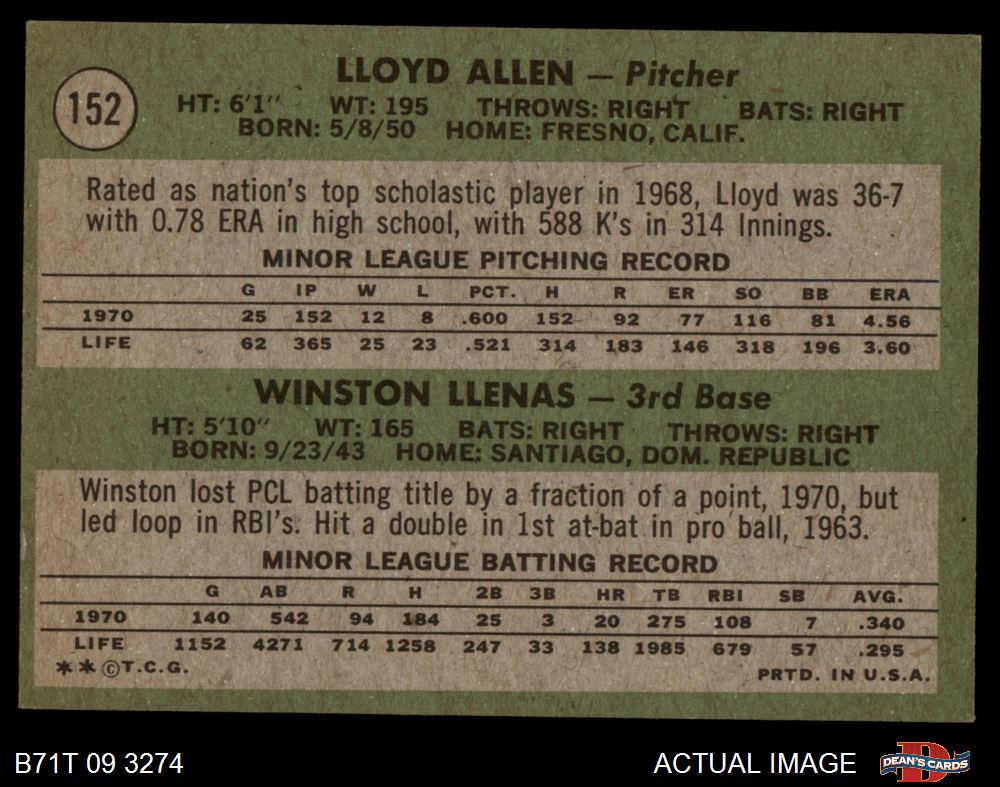 152
LLOYD ALLEN — Pitcher
HT: 6'1" WT: 195 THROWS: RIGHT BATS: RIGHT
BORN: 5/8/50 HOME: FRESNO, CALIF.
Rated as nation's top scholastic player in 1968, Lloyd was 36-7
with 0.78 ERA in high school, with 588 K's in 314 Innings.
MINOR LEAGUE PITCHING RECORD
G IP W L PCT. H R ER SO BB ERA
1970 25 152 12 8 .600 152 92 77 116 81 4.56
LIFE 62 365 25 23 .521 314 183 146 318 196 3.60
WINSTON LLENAS — 3rd Base
HT: 5'10" WT: 165 BATS: RIGHT THROWS: RIGHT
BORN: 9/23/43 HOME: SANTIAGO, DOM. REPUBLIC
Winston lost PCL batting title by a fraction of a point, 1970, but
led loop in RBI's. Hit a double in 1st at-bat in pro ball, 1963.
MINOR LEAGUE BATTING RECORD
G AB R H 2B 3B HR TB RBI SB AVG.
1970 140 542 94 184 25 3 20 275 108 7 .340
LIFE 1152 4271 714 1258 247 33 138 1985 679 57 .295
**©T.C.G. PRTD. IN U.S.A.
B71T 09 3274 ACTUAL IMAGE D DEAN'S CARDS